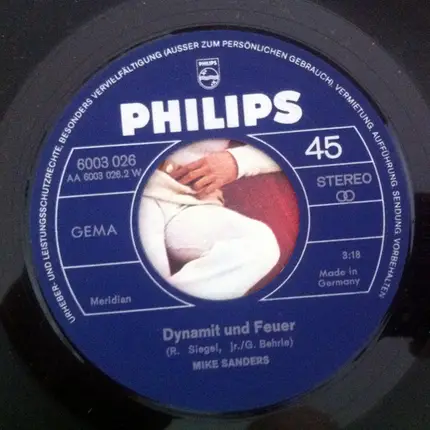 URHEBER- UND LEISTUNGSSCHUTZRECHTE, BESONDERS VERVIELFÄLTIGUNG (AUSSER ZUM PERSÖNLICHEN GEBRAUCH), VERMIETUNG, AUFFÜHRUNG, SENDUNG, VORBEHALTEN
PHILIPS
PHILIPS
6003 026
AA 6003 026.2 W
45
STEREO
GEMA
3:18
Made in
Germany
Meridian
Dynamit und Feuer
(R. Siegel, jr./G. Behrle)
MIKE SANDERS